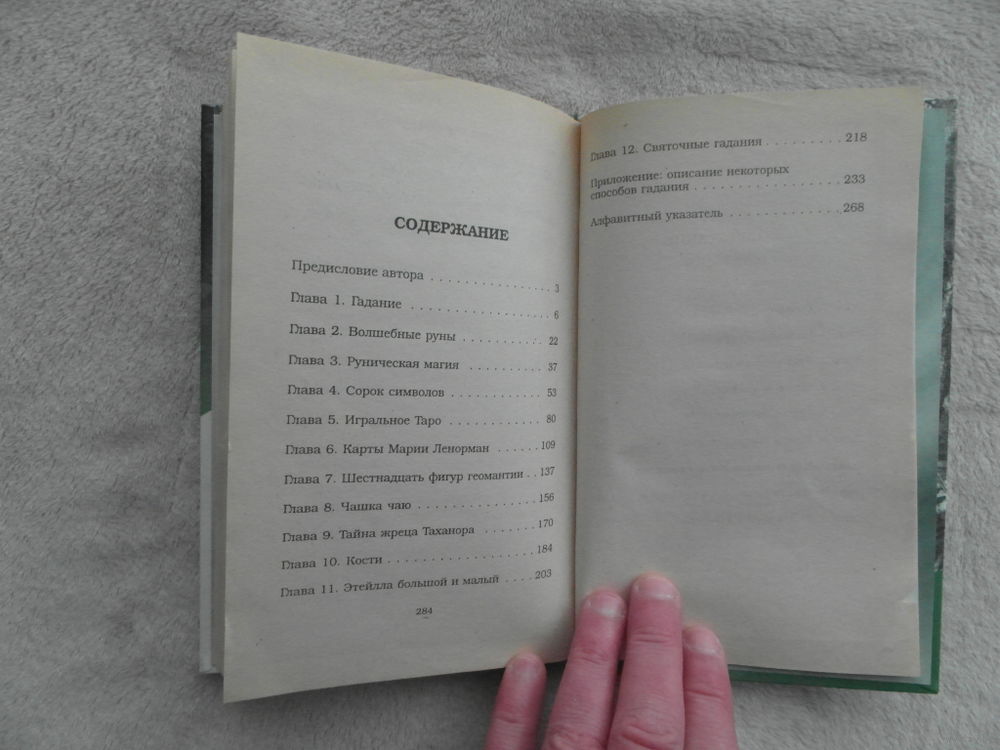 СОДЕРЖАНИЕ
Предисловие автора . . . . . . . . . . . . . . . 3
Глава 1. Гадание . . . . . . . . . . . . . . . . . 6
Глава 2. Волшебные руны . . . . . . . . . . 22
Глава 3. Руническая магия . . . . . . . . . 37
Глава 4. Сорок символов . . . . . . . . . . . 53
Глава 5. Игральное Таро . . . . . . . . . . . 80
Глава 6. Карты Марии Ленорман . . . . . . 109
Глава 7. Шестнадцать фигур геомантии . . 137
Глава 8. Чашка чаю . . . . . . . . . . . . . . 156
Глава 9. Тайна жреца Таханора . . . . . . . 170
Глава 10. Кости . . . . . . . . . . . . . . . . . 184
Глава 11. Этейлла большой и малый . . . . 203
284
Глава 12. Святочные гадания . . . . . . . . . 218
Приложение: описание некоторых
способов гадания . . . . . . . . . . . . . . . . . 233
Алфавитный указатель . . . . . . . . . . . . . 268